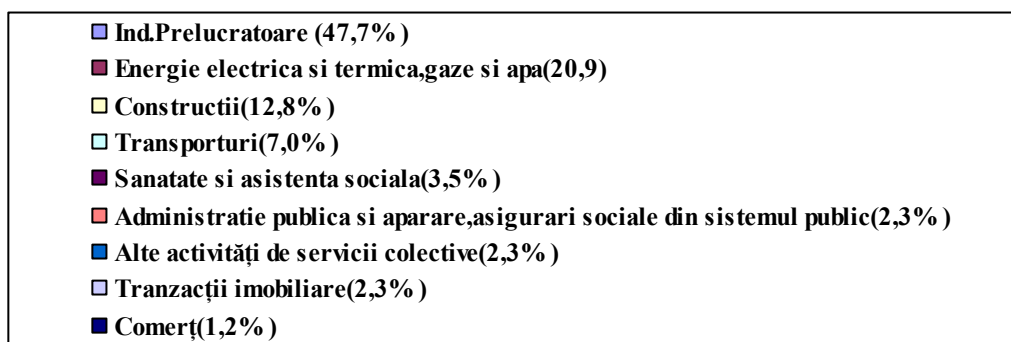 Ind.Prelucratoare (47,7%)
Energie electrica si termica,gaze si apa(20,9)
Constructii(12,8%)
Transporturi(7,0%)
Sanatate si asistenta sociala(3,5%)
Administratie publica si aparare,asigurari sociale din sistemul public(2,3%)
Alte activități de servicii colective(2,3%)
Tranzacții imobiliare(2,3%)
Comerț(1,2%)